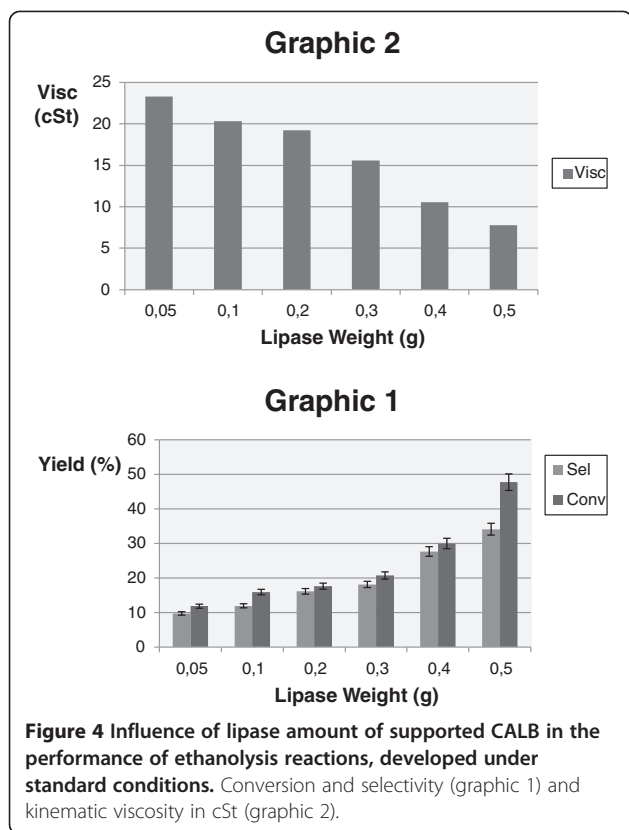 Graphic 2
Visc
(cSt)
25
20
15
10
5
0
0,05 0,1 0,2 0,3 0,4 0,5
Lipase Weight (g)
Visc
Graphic 1
Yield (%)
60
50
40
30
20
10
0
0,05 0,1 0,2 0,3 0,4 0,5
Lipase Weight (g)
Sel
Conv
Figure 4 Influence of lipase amount of supported CALB in the
performance of ethanolysis reactions, developed under
standard conditions. Conversion and selectivity (graphic 1) and
kinematic viscosity in cSt (graphic 2).